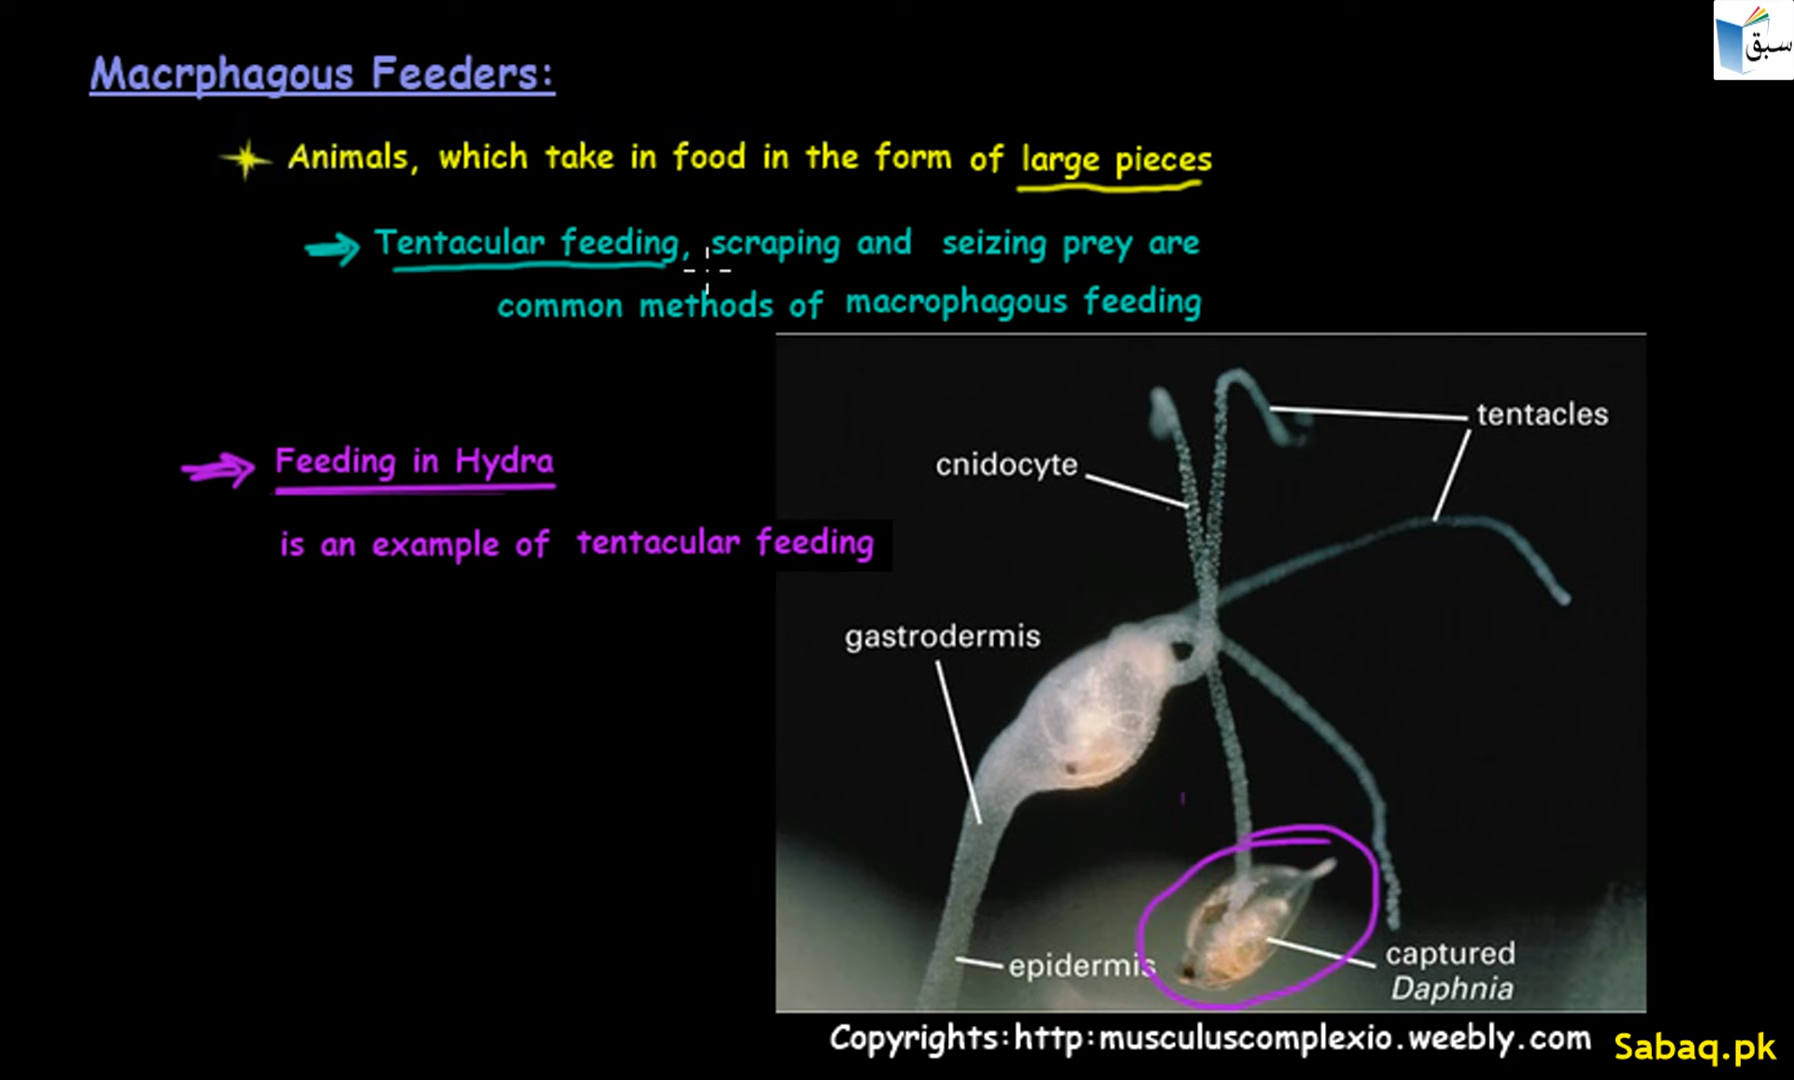 سبق
Macrphagous Feeders:
Animals, which take in food in the form of large pieces
Tentacular feeding, scraping and seizing prey are
common methods of macrophagous feeding
tentacles
cnidocyte
Feeding in Hydra
is an example of tentacular feeding
gastrodermis
epidermis
captured
Daphnia
Copyrights:http:musculuscomplexio.weebly.com
Sabaq.pk